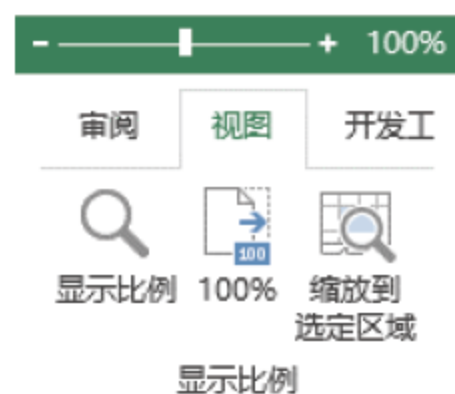 - + 100%
审阅 视图 开发工
100
显示比例 100% 缩放到
选定区域
显示比例